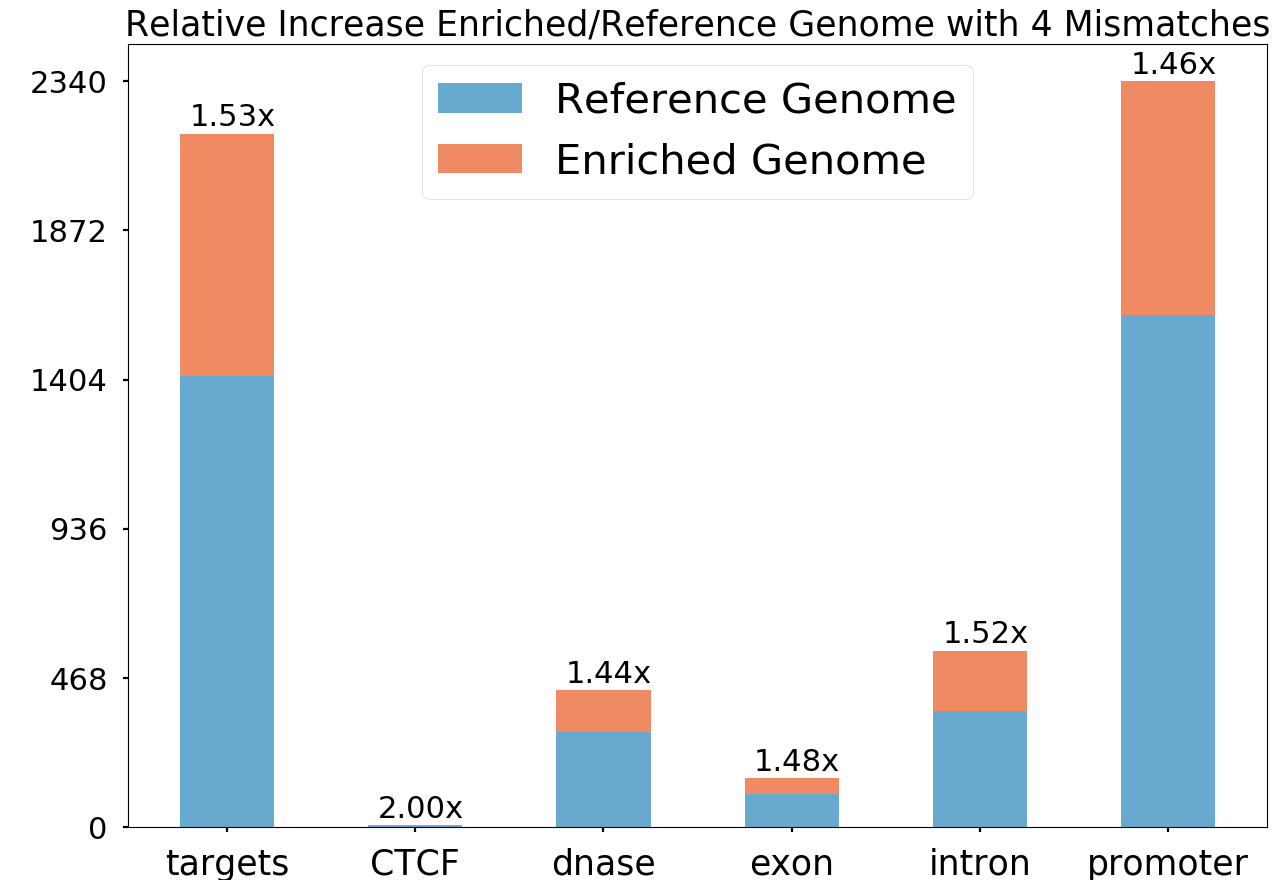 Relative Increase Enriched/Reference Genome with 4 Mismatches
Reference Genome
Enriched Genome
2340
1872
1404
936
468
0
1.53x
2.00x
1.44x
1.48x
1.52x
1.46x
targets
CTCF
dnase
exon
intron
promoter